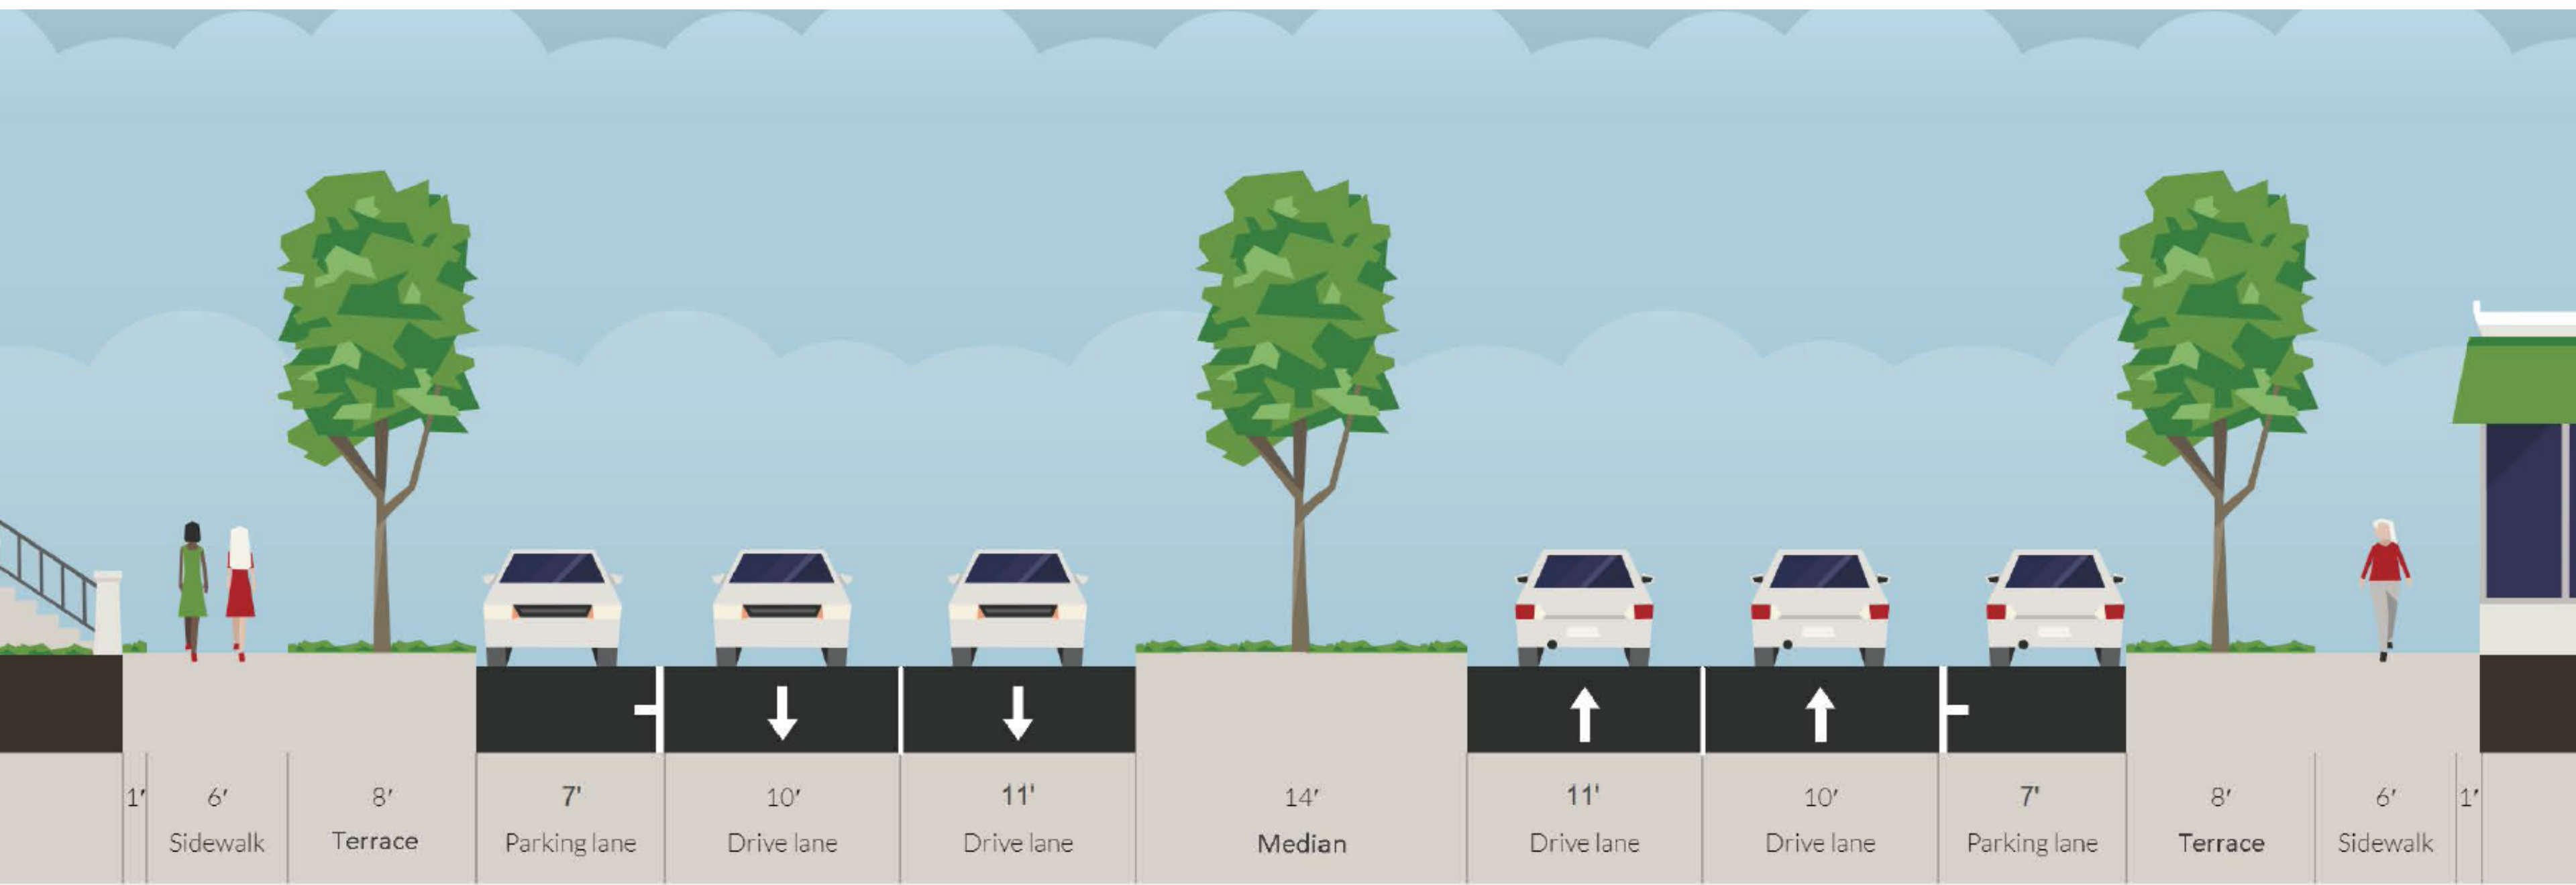 1′ 6′ 8′ 7' 10′ 11' 14′ 11' 10′ 7' 8′ 6′ 1′
Sidewalk Terrace Parking lane Drive lane Drive lane Median Drive lane Drive lane Parking lane Terrace Sidewalk